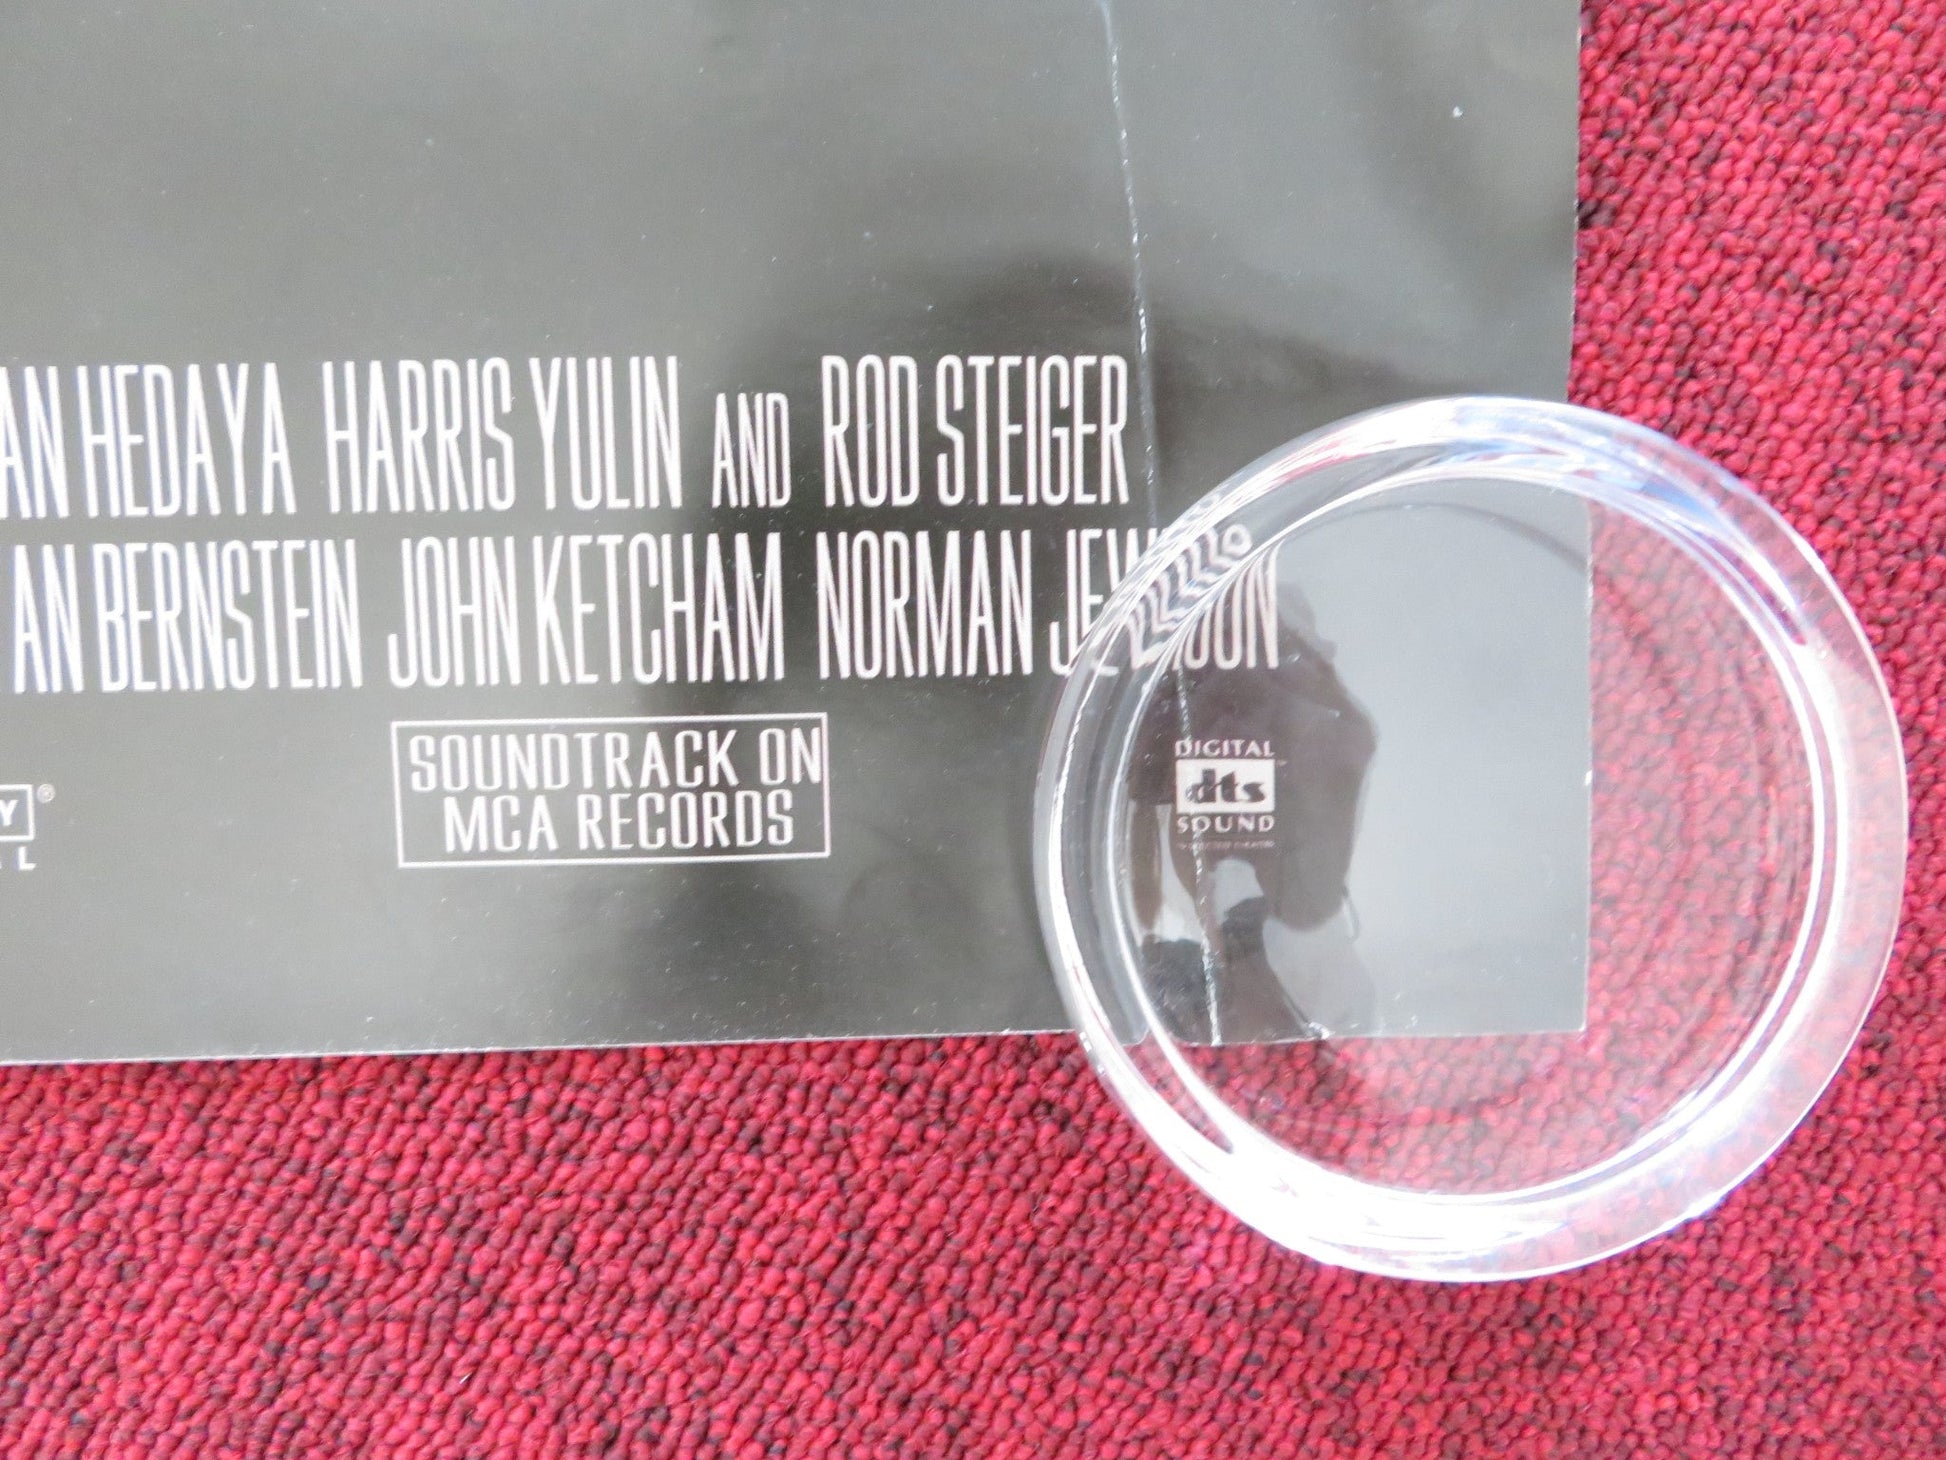 AN HEDAYA HARRIS YULIN AND ROD STEIGER
AN BERNSTEIN JOHN KETCHAM NORMAN
SOUNDTRACK ON
MCA RECORDS
Y®
A L
DIGITAL
dts
SOUND